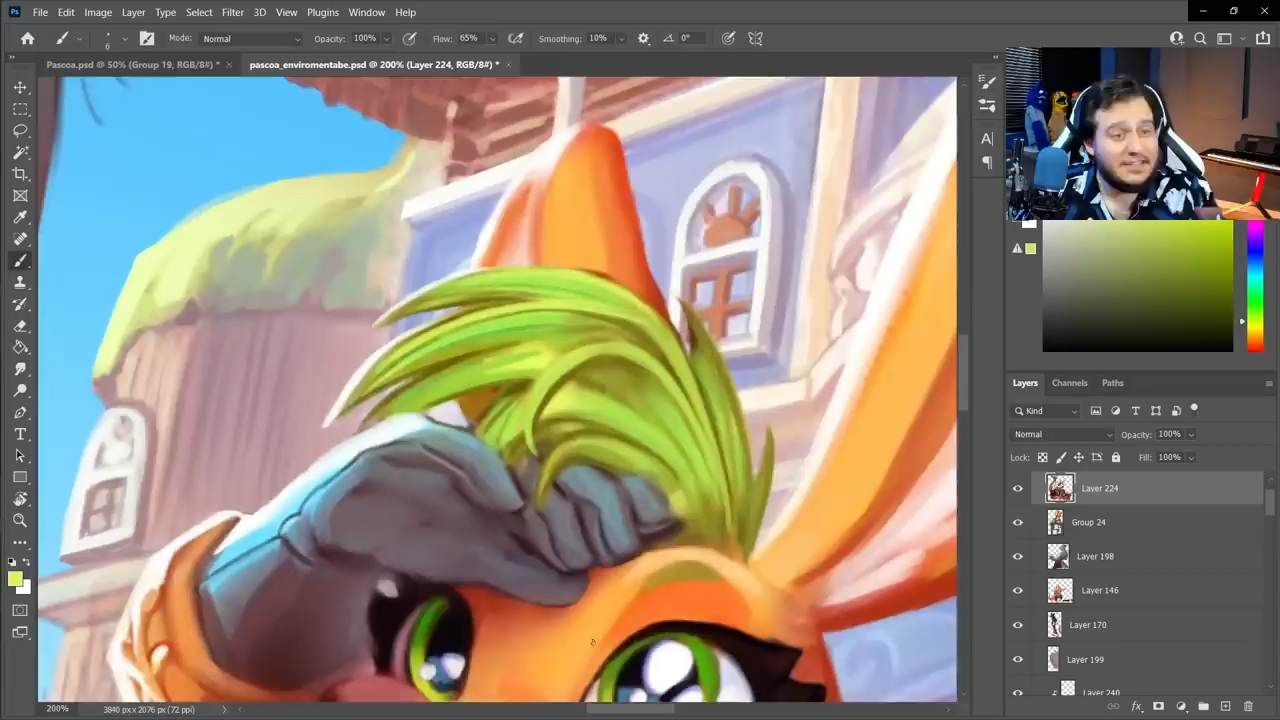 Ps File Edit Image Layer Type Select Filter 3D View Plugins Window Help
6 Mode: Normal Opacity: 100% Flow: 65% Smoothing: 10% 0°
Pascoa.psd @ 50% (Group 19, RGB/8#) * × pascoa_enviromentale.psd @ 200% (Layer 224, RGB/8#) * ×
Layers Channels Paths
Kind
Normal Opacity: 100%
Lock: Fill: 100%
Layer 224
Group 24
Layer 198
Layer 146
Layer 170
Layer 199
Layer 240
200% 3840 px x 2076 px (72 ppi)